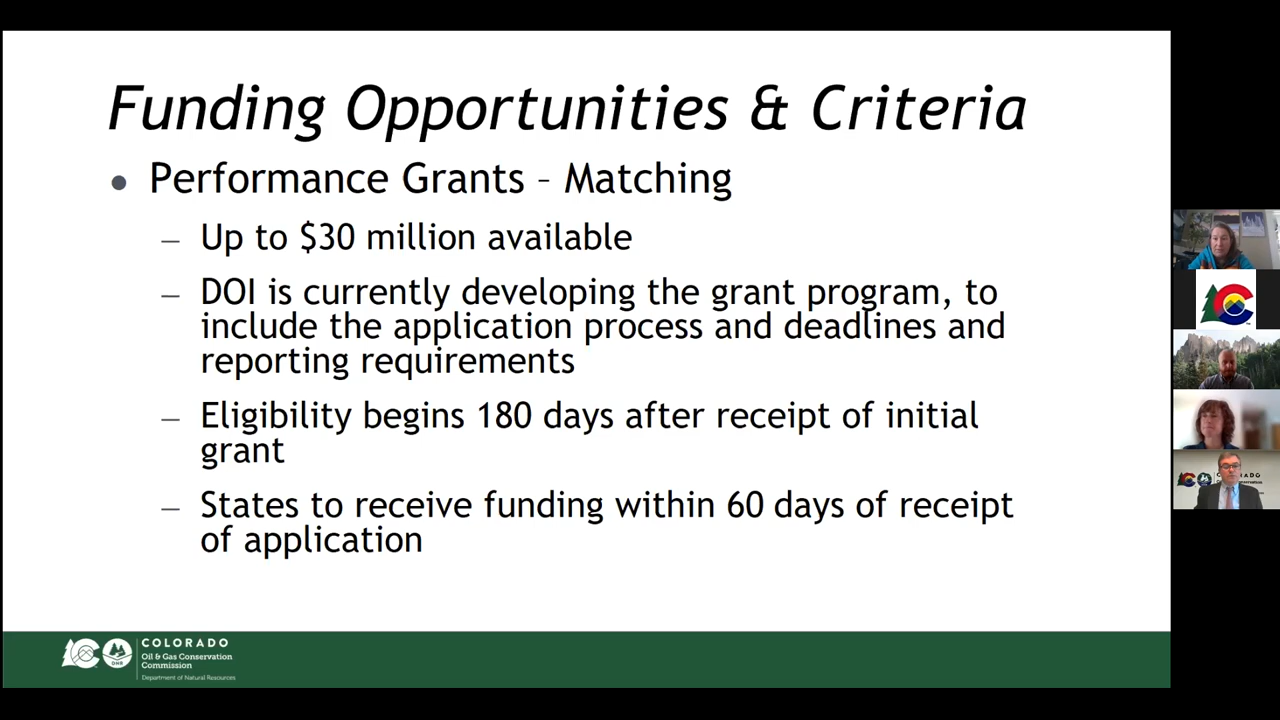 Funding Opportunities & Criteria
● Performance Grants – Matching
– Up to $30 million available
– DOI is currently developing the grant program, to
include the application process and deadlines and
reporting requirements
– Eligibility begins 180 days after receipt of initial
grant
– States to receive funding within 60 days of receipt
of application
COLORADO
Oil & Gas Conservation
Commission
Department of Natural Resources
DNR
COLORADO